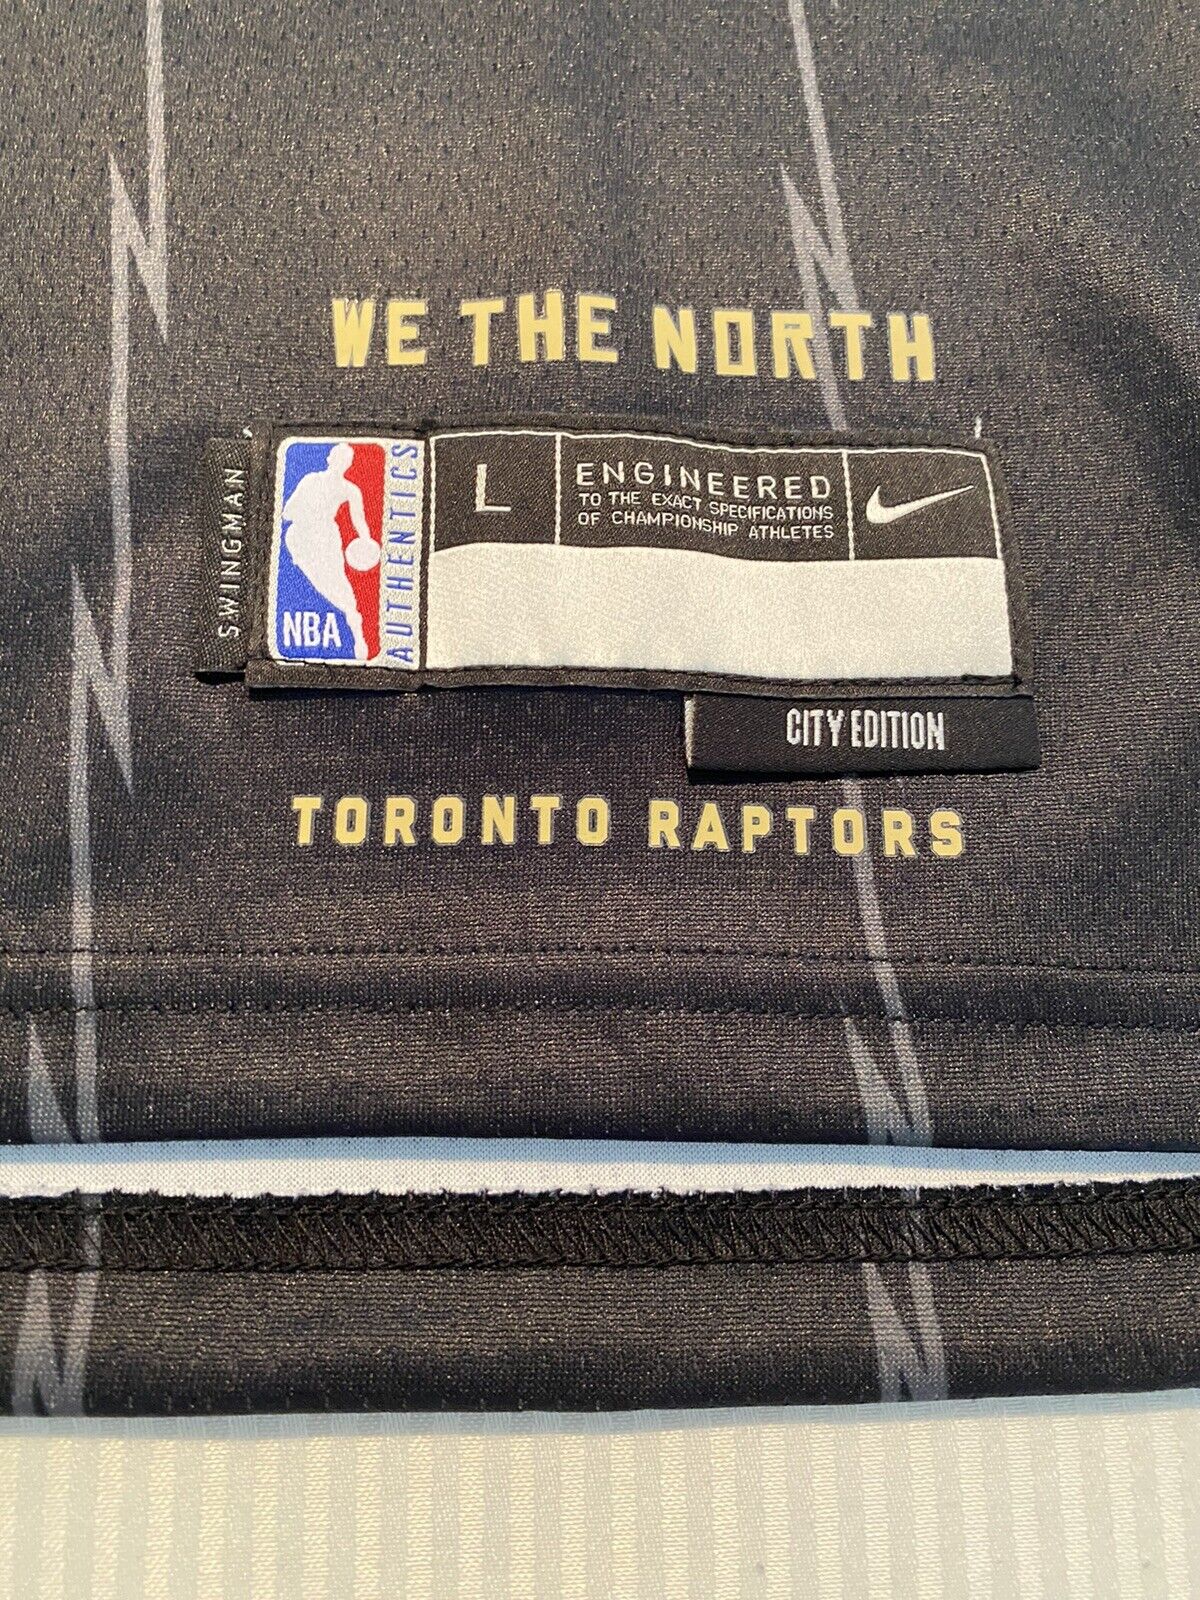 WE THE NORTH
SWINGMAN
NBA
AUTHENTICS
L
ENGINEERED
TO THE EXACT SPECIFICATIONS
OF CHAMPIONSHIP ATHLETES
CITY EDITION
TORONTO RAPTORS